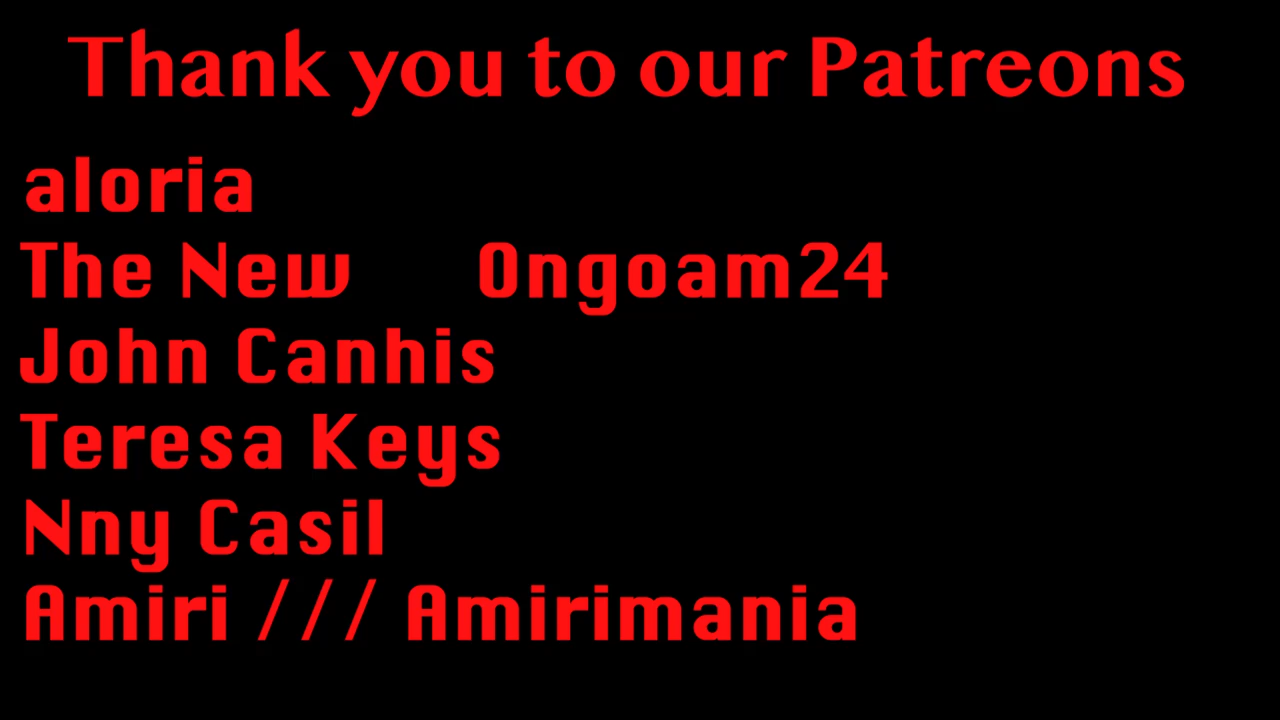 Thank you to our Patreons
aloria
The New Ongoam24
John Canhis
Teresa Keys
Nny Casil
Amiri /// Amirimania